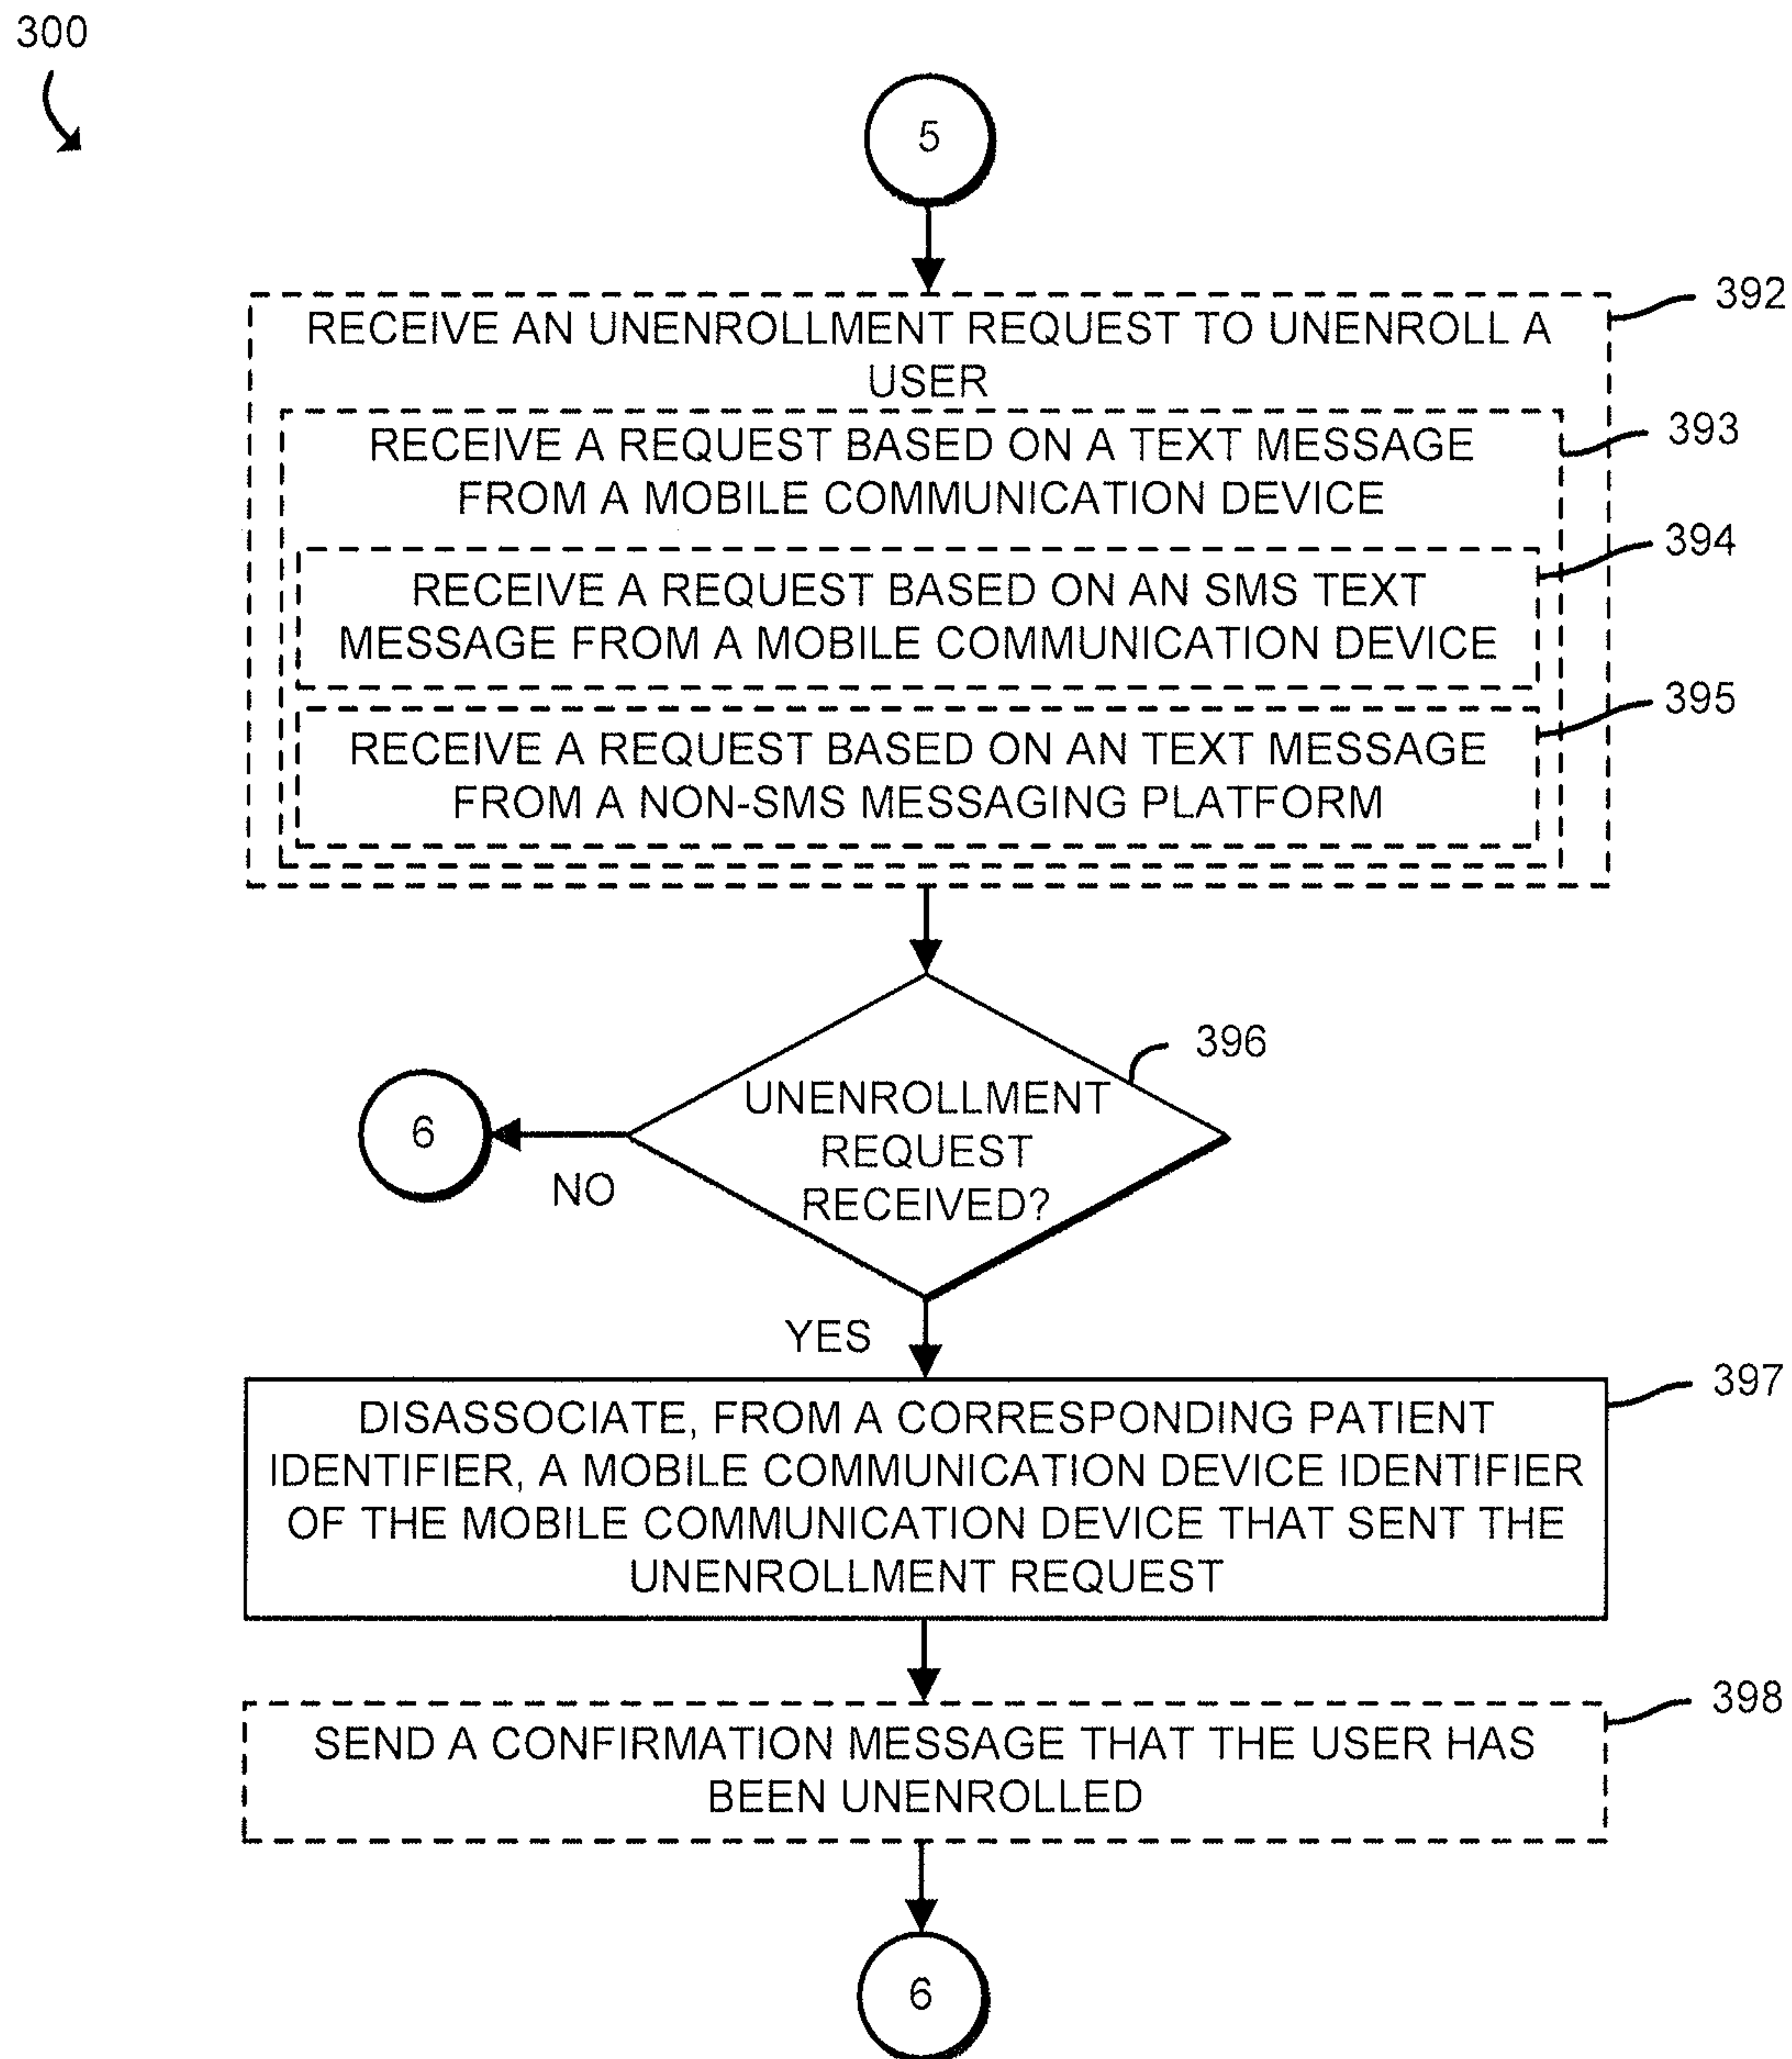 300
5
392
RECEIVE AN UNENROLLMENT REQUEST TO UNENROLL A
USER
393
RECEIVE A REQUEST BASED ON A TEXT MESSAGE
FROM A MOBILE COMMUNICATION DEVICE
394
RECEIVE A REQUEST BASED ON AN SMS TEXT
MESSAGE FROM A MOBILE COMMUNICATION DEVICE
395
RECEIVE A REQUEST BASED ON AN TEXT MESSAGE
FROM A NON-SMS MESSAGING PLATFORM
396
UNENROLLMENT
REQUEST
RECEIVED?
6
NO
YES
397
DISASSOCIATE, FROM A CORRESPONDING PATIENT
IDENTIFIER, A MOBILE COMMUNICATION DEVICE IDENTIFIER
OF THE MOBILE COMMUNICATION DEVICE THAT SENT THE
UNENROLLMENT REQUEST
398
SEND A CONFIRMATION MESSAGE THAT THE USER HAS
BEEN UNENROLLED
6